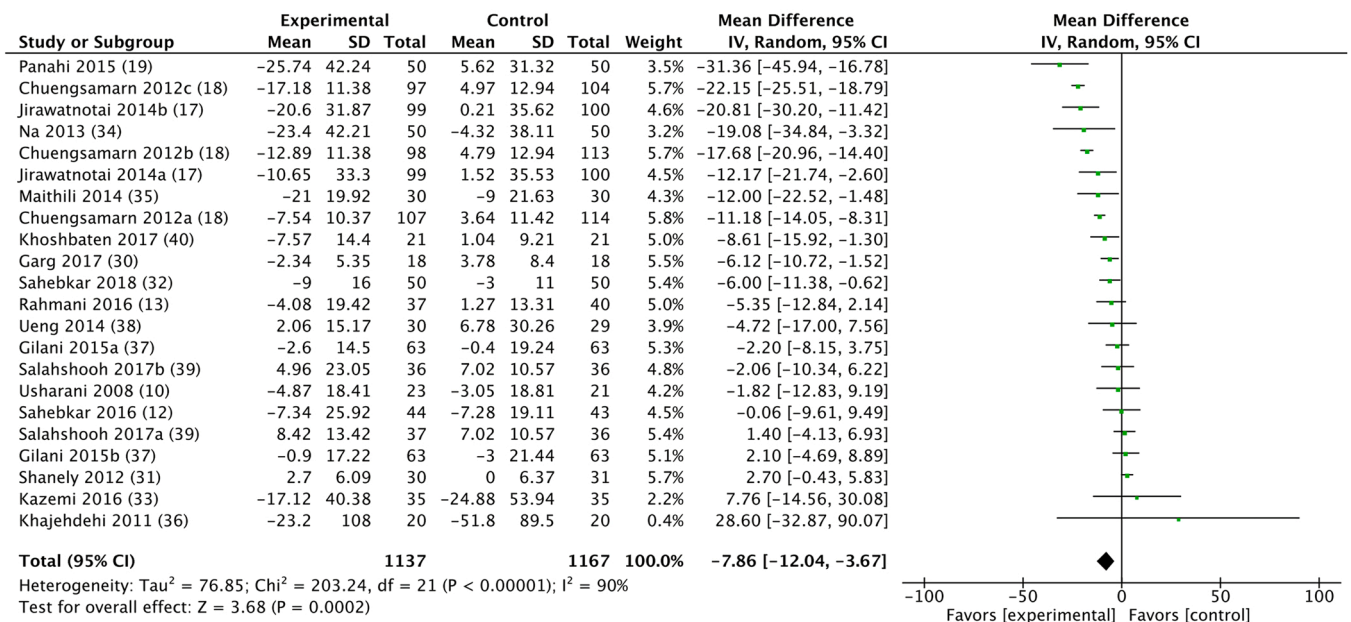 Experimental Control Mean Difference Mean Difference
Study or Subgroup Mean SD Total Mean SD Total Weight IV, Random, 95% CI IV, Random, 95% CI
Panahi 2015 (19) −25.74 42.24 50 5.62 31.32 50 3.5% −31.36 [−45.94, −16.78]
Chuengsamarn 2012c (18) −17.18 11.38 97 4.97 12.94 104 5.7% −22.15 [−25.51, −18.79]
Jirawatnotai 2014b (17) −20.6 31.87 99 0.21 35.62 100 4.6% −20.81 [−30.20, −11.42]
Na 2013 (34) −23.4 42.21 50 −4.32 38.11 50 3.2% −19.08 [−34.84, −3.32]
Chuengsamarn 2012b (18) −12.89 11.38 98 4.79 12.94 113 5.7% −17.68 [−20.96, −14.40]
Jirawatnotai 2014a (17) −10.65 33.3 99 1.52 35.53 100 4.5% −12.17 [−21.74, −2.60]
Maithili 2014 (35) −21 19.92 30 −9 21.63 30 4.3% −12.00 [−22.52, −1.48]
Chuengsamarn 2012a (18) −7.54 10.37 107 3.64 11.42 114 5.8% −11.18 [−14.05, −8.31]
Khoshbaten 2017 (40) −7.57 14.4 21 1.04 9.21 21 5.0% −8.61 [−15.92, −1.30]
Garg 2017 (30) −2.34 5.35 18 3.78 8.4 18 5.5% −6.12 [−10.72, −1.52]
Sahebkar 2018 (32) −9 16 50 −3 11 50 5.4% −6.00 [−11.38, −0.62]
Rahmani 2016 (13) −4.08 19.42 37 1.27 13.31 40 5.0% −5.35 [−12.84, 2.14]
Ueng 2014 (38) 2.06 15.17 30 6.78 30.26 29 3.9% −4.72 [−17.00, 7.56]
Gilani 2015a (37) −2.6 14.5 63 −0.4 19.24 63 5.3% −2.20 [−8.15, 3.75]
Salahshooh 2017b (39) 4.96 23.05 36 7.02 10.57 36 4.8% −2.06 [−10.34, 6.22]
Usharani 2008 (10) −4.87 18.41 23 −3.05 18.81 21 4.2% −1.82 [−12.83, 9.19]
Sahebkar 2016 (12) −7.34 25.92 44 −7.28 19.11 43 4.5% −0.06 [−9.61, 9.49]
Salahshooh 2017a (39) 8.42 13.42 37 7.02 10.57 36 5.4% 1.40 [−4.13, 6.93]
Gilani 2015b (37) −0.9 17.22 63 −3 21.44 63 5.1% 2.10 [−4.69, 8.89]
Shanely 2012 (31) 2.7 6.09 30 0 6.37 31 5.7% 2.70 [−0.43, 5.83]
Kazemi 2016 (33) −17.12 40.38 35 −24.88 53.94 35 2.2% 7.76 [−14.56, 30.08]
Khajehdehi 2011 (36) −23.2 108 20 −51.8 89.5 20 0.4% 28.60 [−32.87, 90.07]
Total (95% CI) 1137 1167 100.0% −7.86 [−12.04, −3.67]
Heterogeneity: Tau² = 76.85; Chi² = 203.24, df = 21 (P < 0.00001); I² = 90%
Test for overall effect: Z = 3.68 (P = 0.0002)
−100 −50 0 50 100
Favors [experimental] Favors [control]